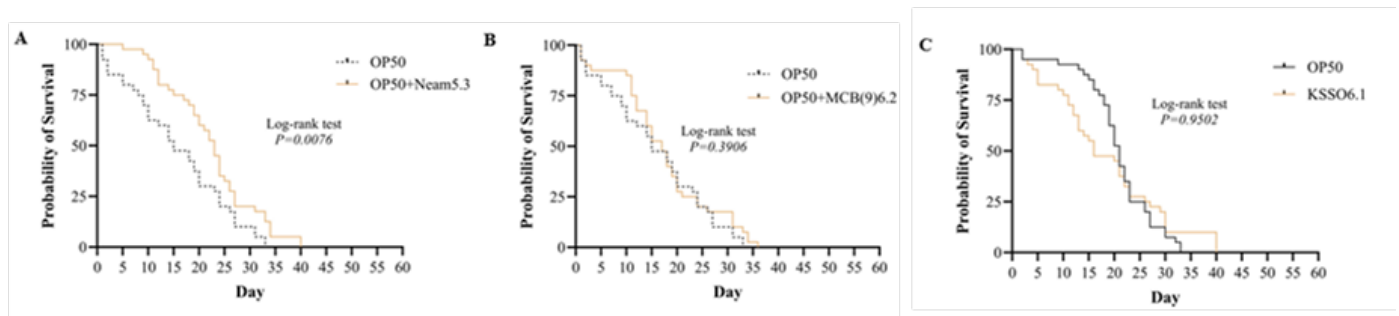 A
Probability of Survival
100
75
50
25
0
OP50
OP50+Neam5.3
Log-rank test
P=0.0076
0 5 10 15 20 25 30 35 40 45 50 55 60
Day
B
Probability of Survival
100
75
50
25
0
OP50
OP50+MCB(9)6.2
Log-rank test
P=0.3906
0 5 10 15 20 25 30 35 40 45 50 55 60
Day
C
Probability of Survival
100
75
50
25
0
OP50
KSSO6.1
Log-rank test
P=0.9502
0 5 10 15 20 25 30 35 40 45 50 55 60
Day